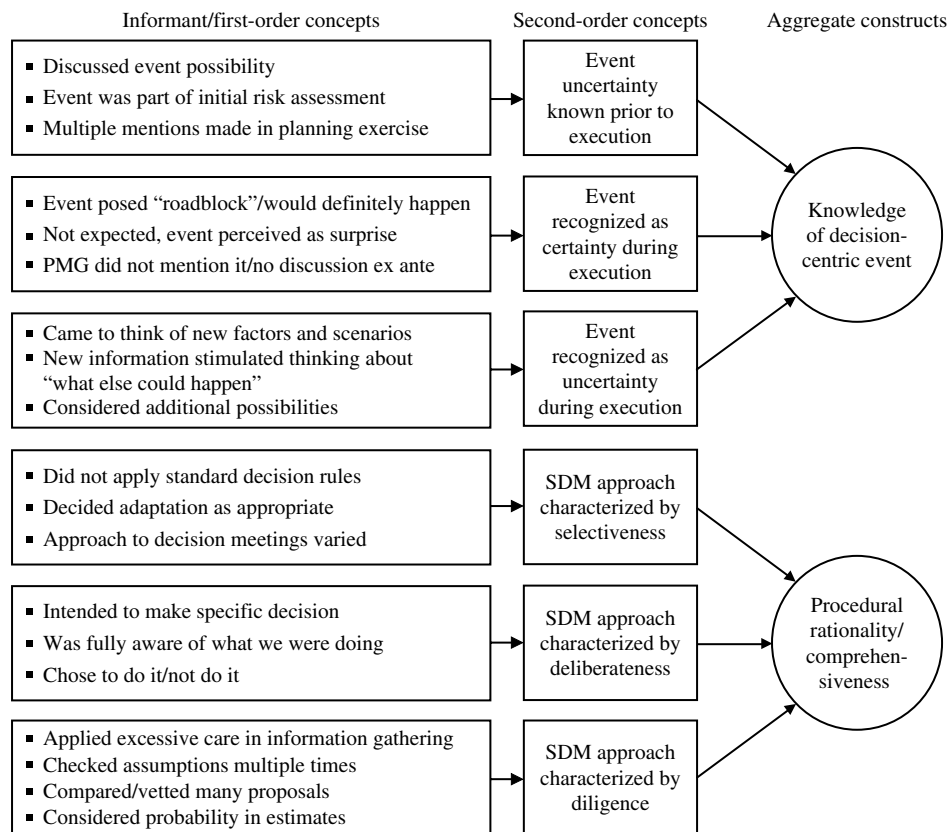 Informant/first-order concepts
Second-order concepts
Aggregate constructs
▪ Discussed event possibility
▪ Event was part of initial risk assessment
▪ Multiple mentions made in planning exercise
Event
uncertainty
known prior to
execution
▪ Event posed “roadblock”/would definitely happen
▪ Not expected, event perceived as surprise
▪ PMG did not mention it/no discussion ex ante
Event
recognized as
certainty during
execution
▪ Came to think of new factors and scenarios
▪ New information stimulated thinking about
“what else could happen”
▪ Considered additional possibilities
Event
recognized as
uncertainty
during execution
Knowledge
of decision-
centric event
▪ Did not apply standard decision rules
▪ Decided adaptation as appropriate
▪ Approach to decision meetings varied
SDM approach
characterized by
selectiveness
▪ Intended to make specific decision
▪ Was fully aware of what we were doing
▪ Chose to do it/not do it
SDM approach
characterized by
deliberateness
▪ Applied excessive care in information gathering
▪ Checked assumptions multiple times
▪ Compared/vetted many proposals
▪ Considered probability in estimates
SDM approach
characterized by
diligence
Procedural
rationality/
comprehen-
siveness